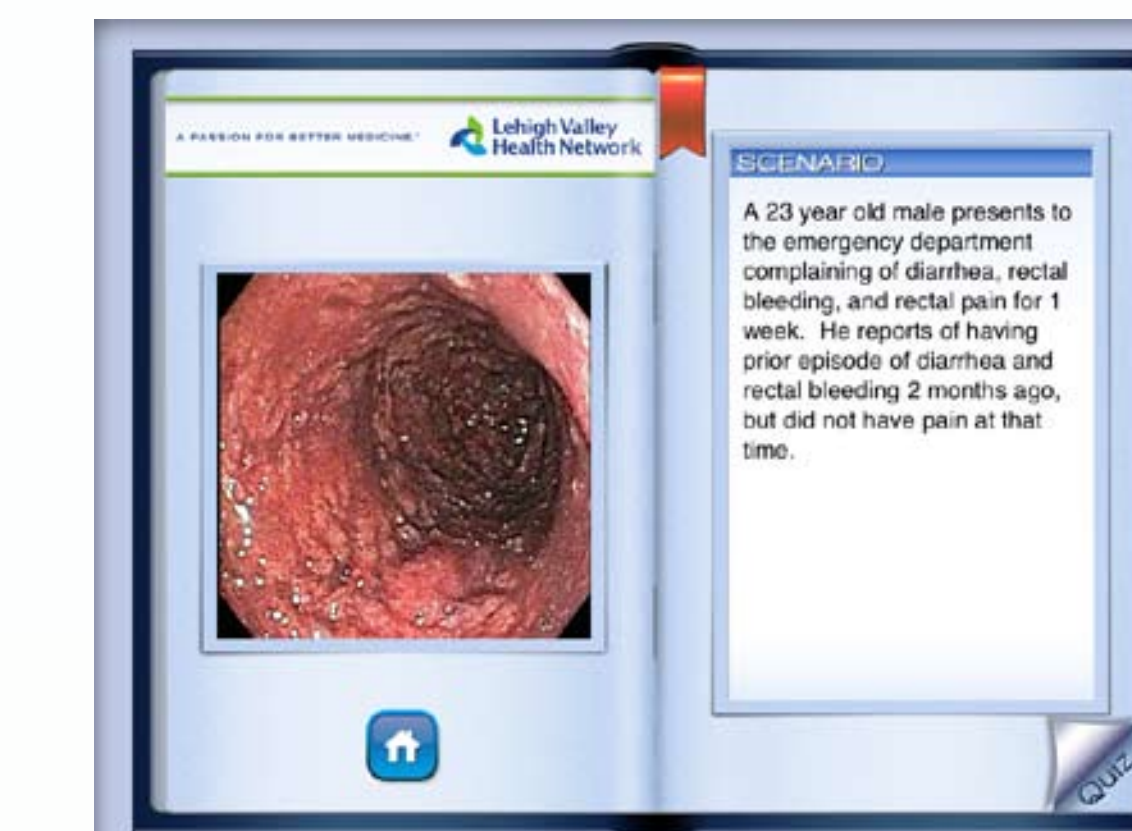 A PASSION FOR BETTER MEDICINE.™
Lehigh Valley
Health Network
SCENARIO
A 23 year old male presents to
the emergency department
complaining of diarrhea, rectal
bleeding, and rectal pain for 1
week.  He reports of having
prior episode of diarrhea and
rectal bleeding 2 months ago,
but did not have pain at that
time.
Quiz